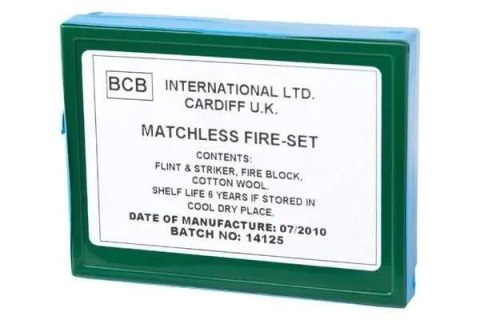 BCB
INTERNATIONAL LTD.
CARDIFF U.K.
MATCHLESS FIRE-SET
CONTENTS:
FLINT & STRIKER, FIRE BLOCK,
COTTON WOOL.
SHELF LIFE 6 YEARS IF STORED IN
COOL DRY PLACE.
DATE OF MANUFACTURE: 07/2010
BATCH NO: 14125